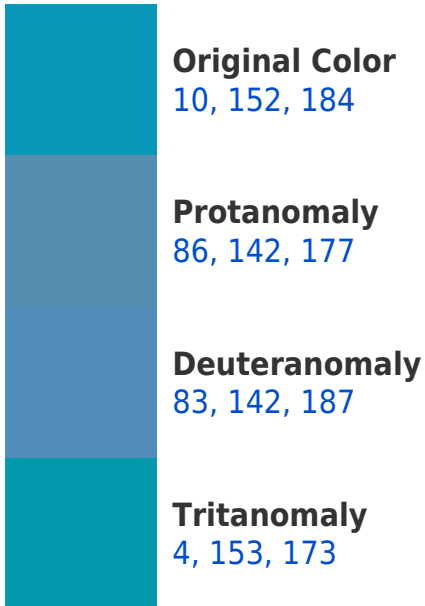 Original Color
10, 152, 184
Protanomaly
86, 142, 177
Deuteranomaly
83, 142, 187
Tritanomaly
4, 153, 173